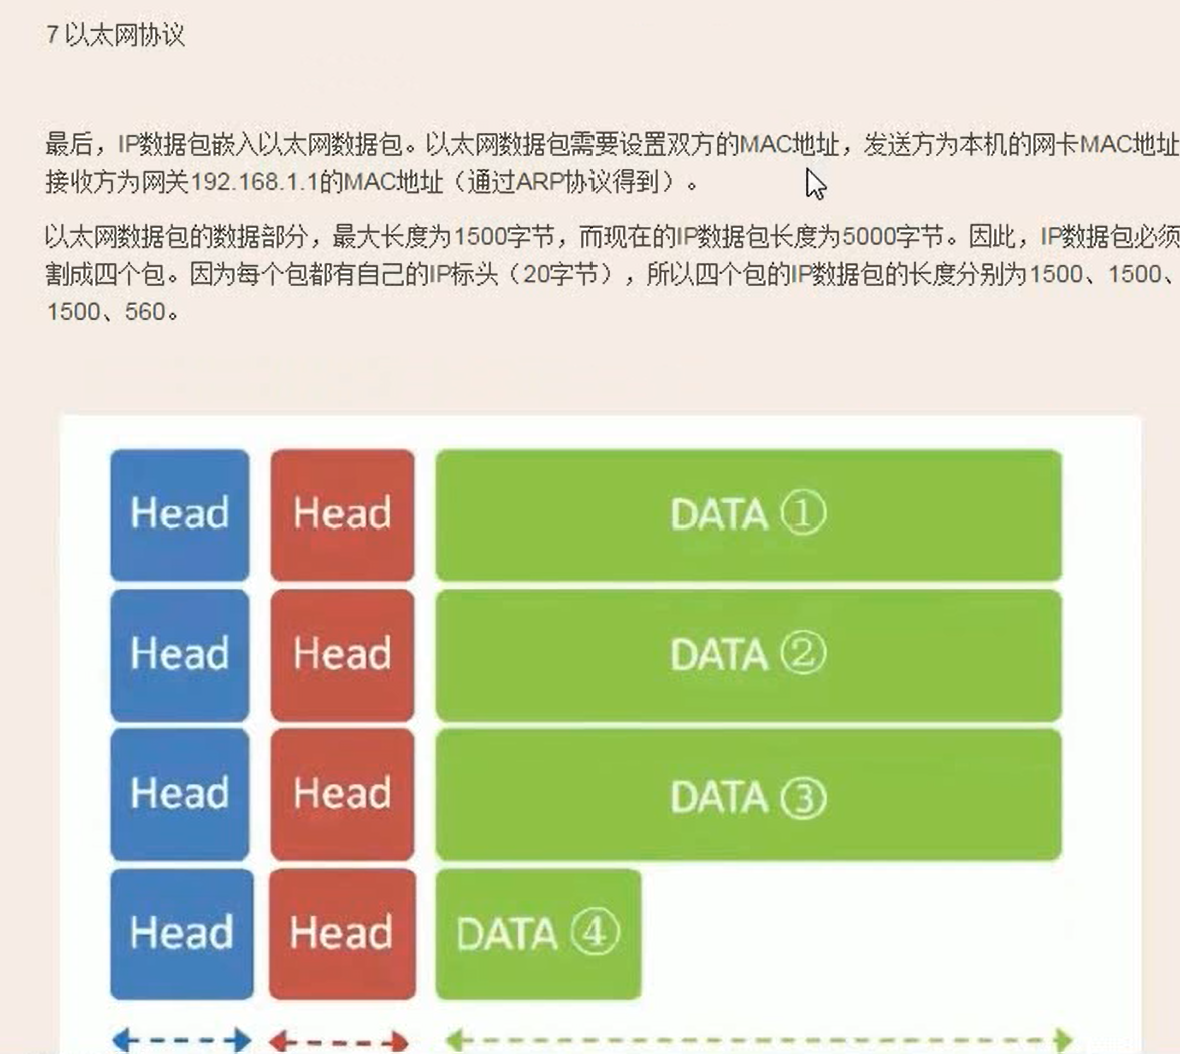 7 以太网协议
最后，IP数据包嵌入以太网数据包。以太网数据包需要设置双方的MAC地址，发送方为本机的网卡MAC地址
接收方为网关192.168.1.1的MAC地址（通过ARP协议得到）。
以太网数据包的数据部分，最大长度为1500字节，而现在的IP数据包长度为5000字节。因此，IP数据包必须
割成四个包。因为每个包都有自己的IP标头（20字节），所以四个包的IP数据包的长度分别为1500、1500、
1500、560。
Head Head DATA ①
Head Head DATA ②
Head Head DATA ③
Head Head DATA ④